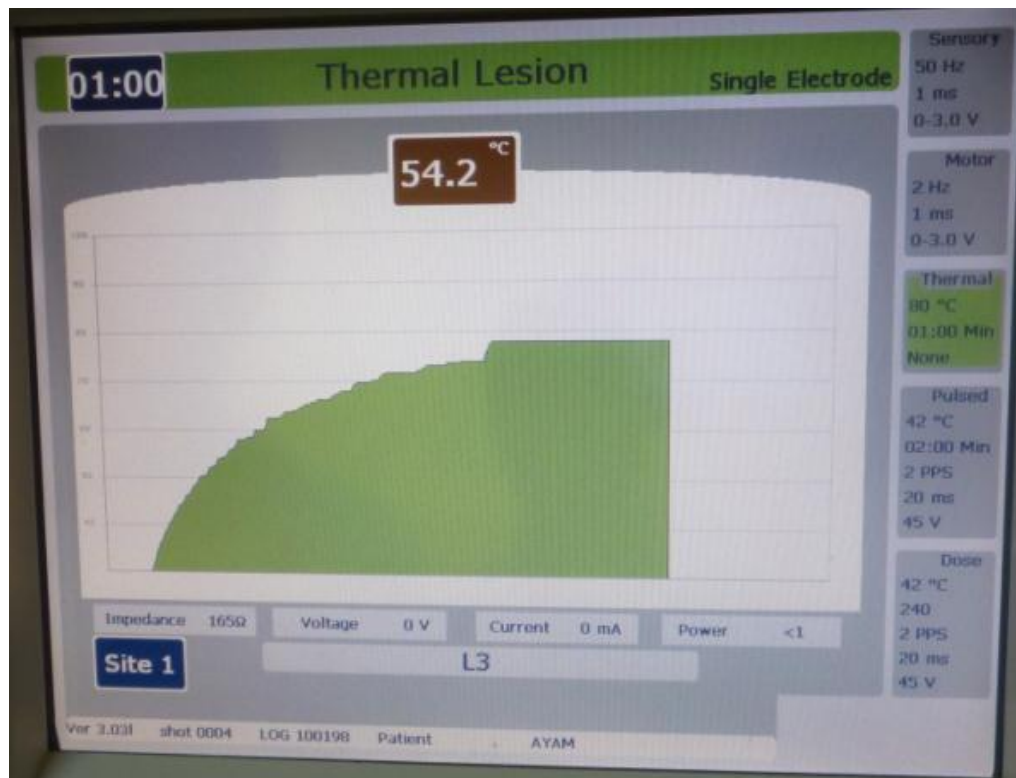 01:00
Thermal Lesion
Single Electrode
54.2 °C
Sensory
50 Hz
1 ms
0-3.0 V
Motor
2 Hz
1 ms
0-3.0 V
Thermal
80 °C
01:00 Min
None
Pulsed
42 °C
02:00 Min
2 PPS
20 ms
45 V
Dose
42 °C
240
2 PPS
20 ms
45 V
Impedance 165Ω
Voltage 0 V
Current 0 mA
Power <1
Site 1
L3
Ver 3.03l shot 0004 LOG 100198 Patient AYAM